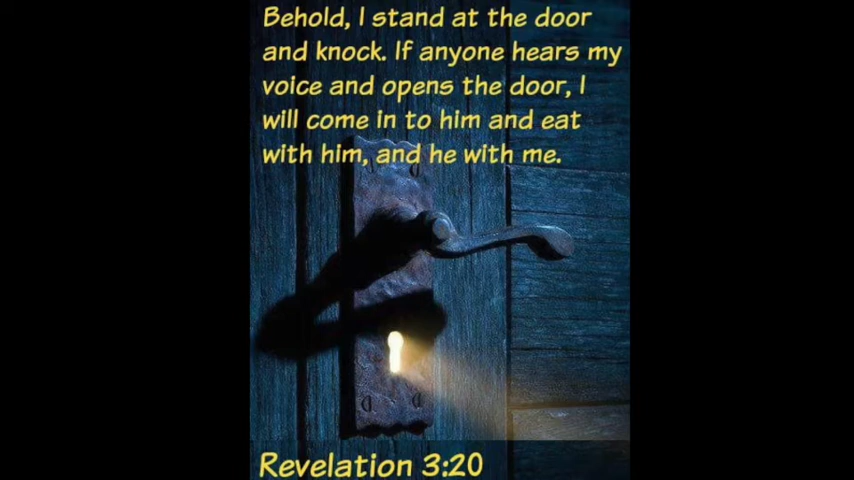 Behold, I stand at the door
and knock. If anyone hears my
voice and opens the door, I
will come in to him and eat
with him, and he with me.
Revelation 3:20